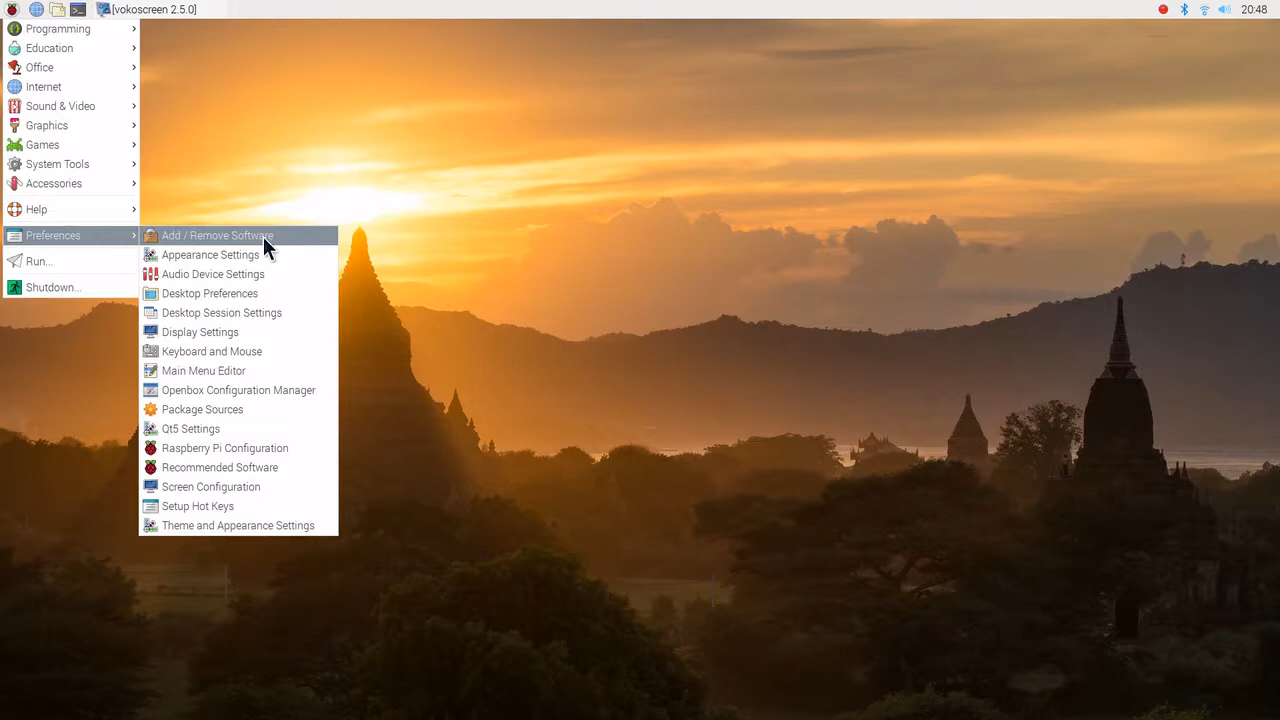 [vokoscreen 2.5.0]
20:48
Programming
Education
Office
Internet
Sound & Video
Graphics
Games
System Tools
Accessories
Help
Preferences
Run...
Shutdown...
Add / Remove Software
Appearance Settings
Audio Device Settings
Desktop Preferences
Desktop Session Settings
Display Settings
Keyboard and Mouse
Main Menu Editor
Openbox Configuration Manager
Package Sources
Qt5 Settings
Raspberry Pi Configuration
Recommended Software
Screen Configuration
Setup Hot Keys
Theme and Appearance Settings